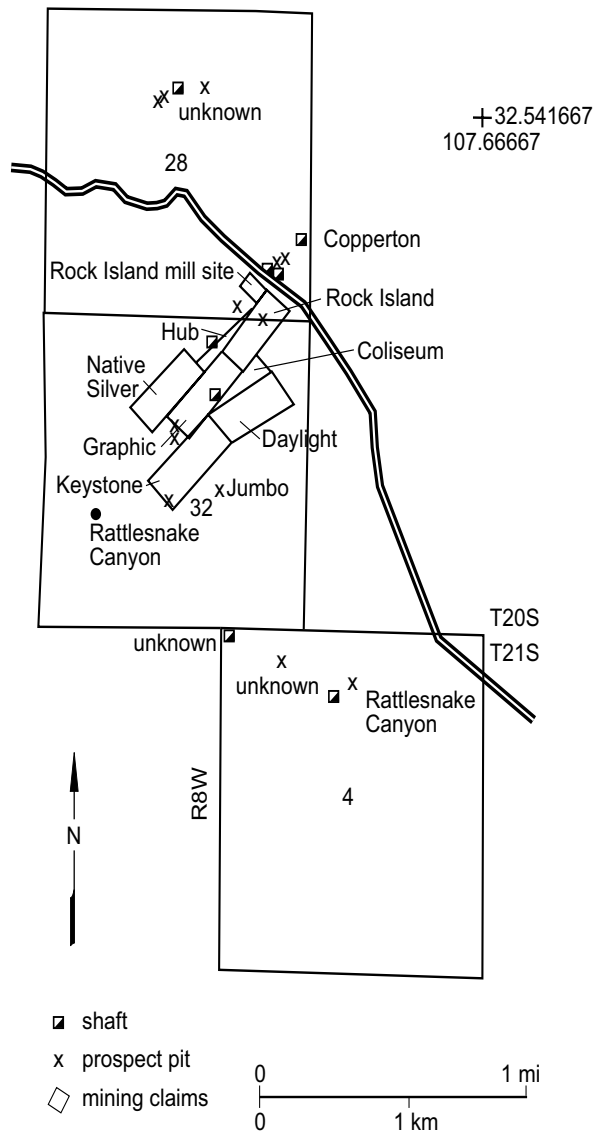 unknown
32.541667
107.66667
28
Copperton
Rock Island mill site
Rock Island
Hub
Coliseum
Native
Silver
Graphic
Daylight
Keystone
Jumbo
32
Rattlesnake
Canyon
T20S
unknown
T21S
unknown
Rattlesnake
Canyon
R8W
4
N
shaft
x prospect pit
mining claims
0 1 mi
0 1 km